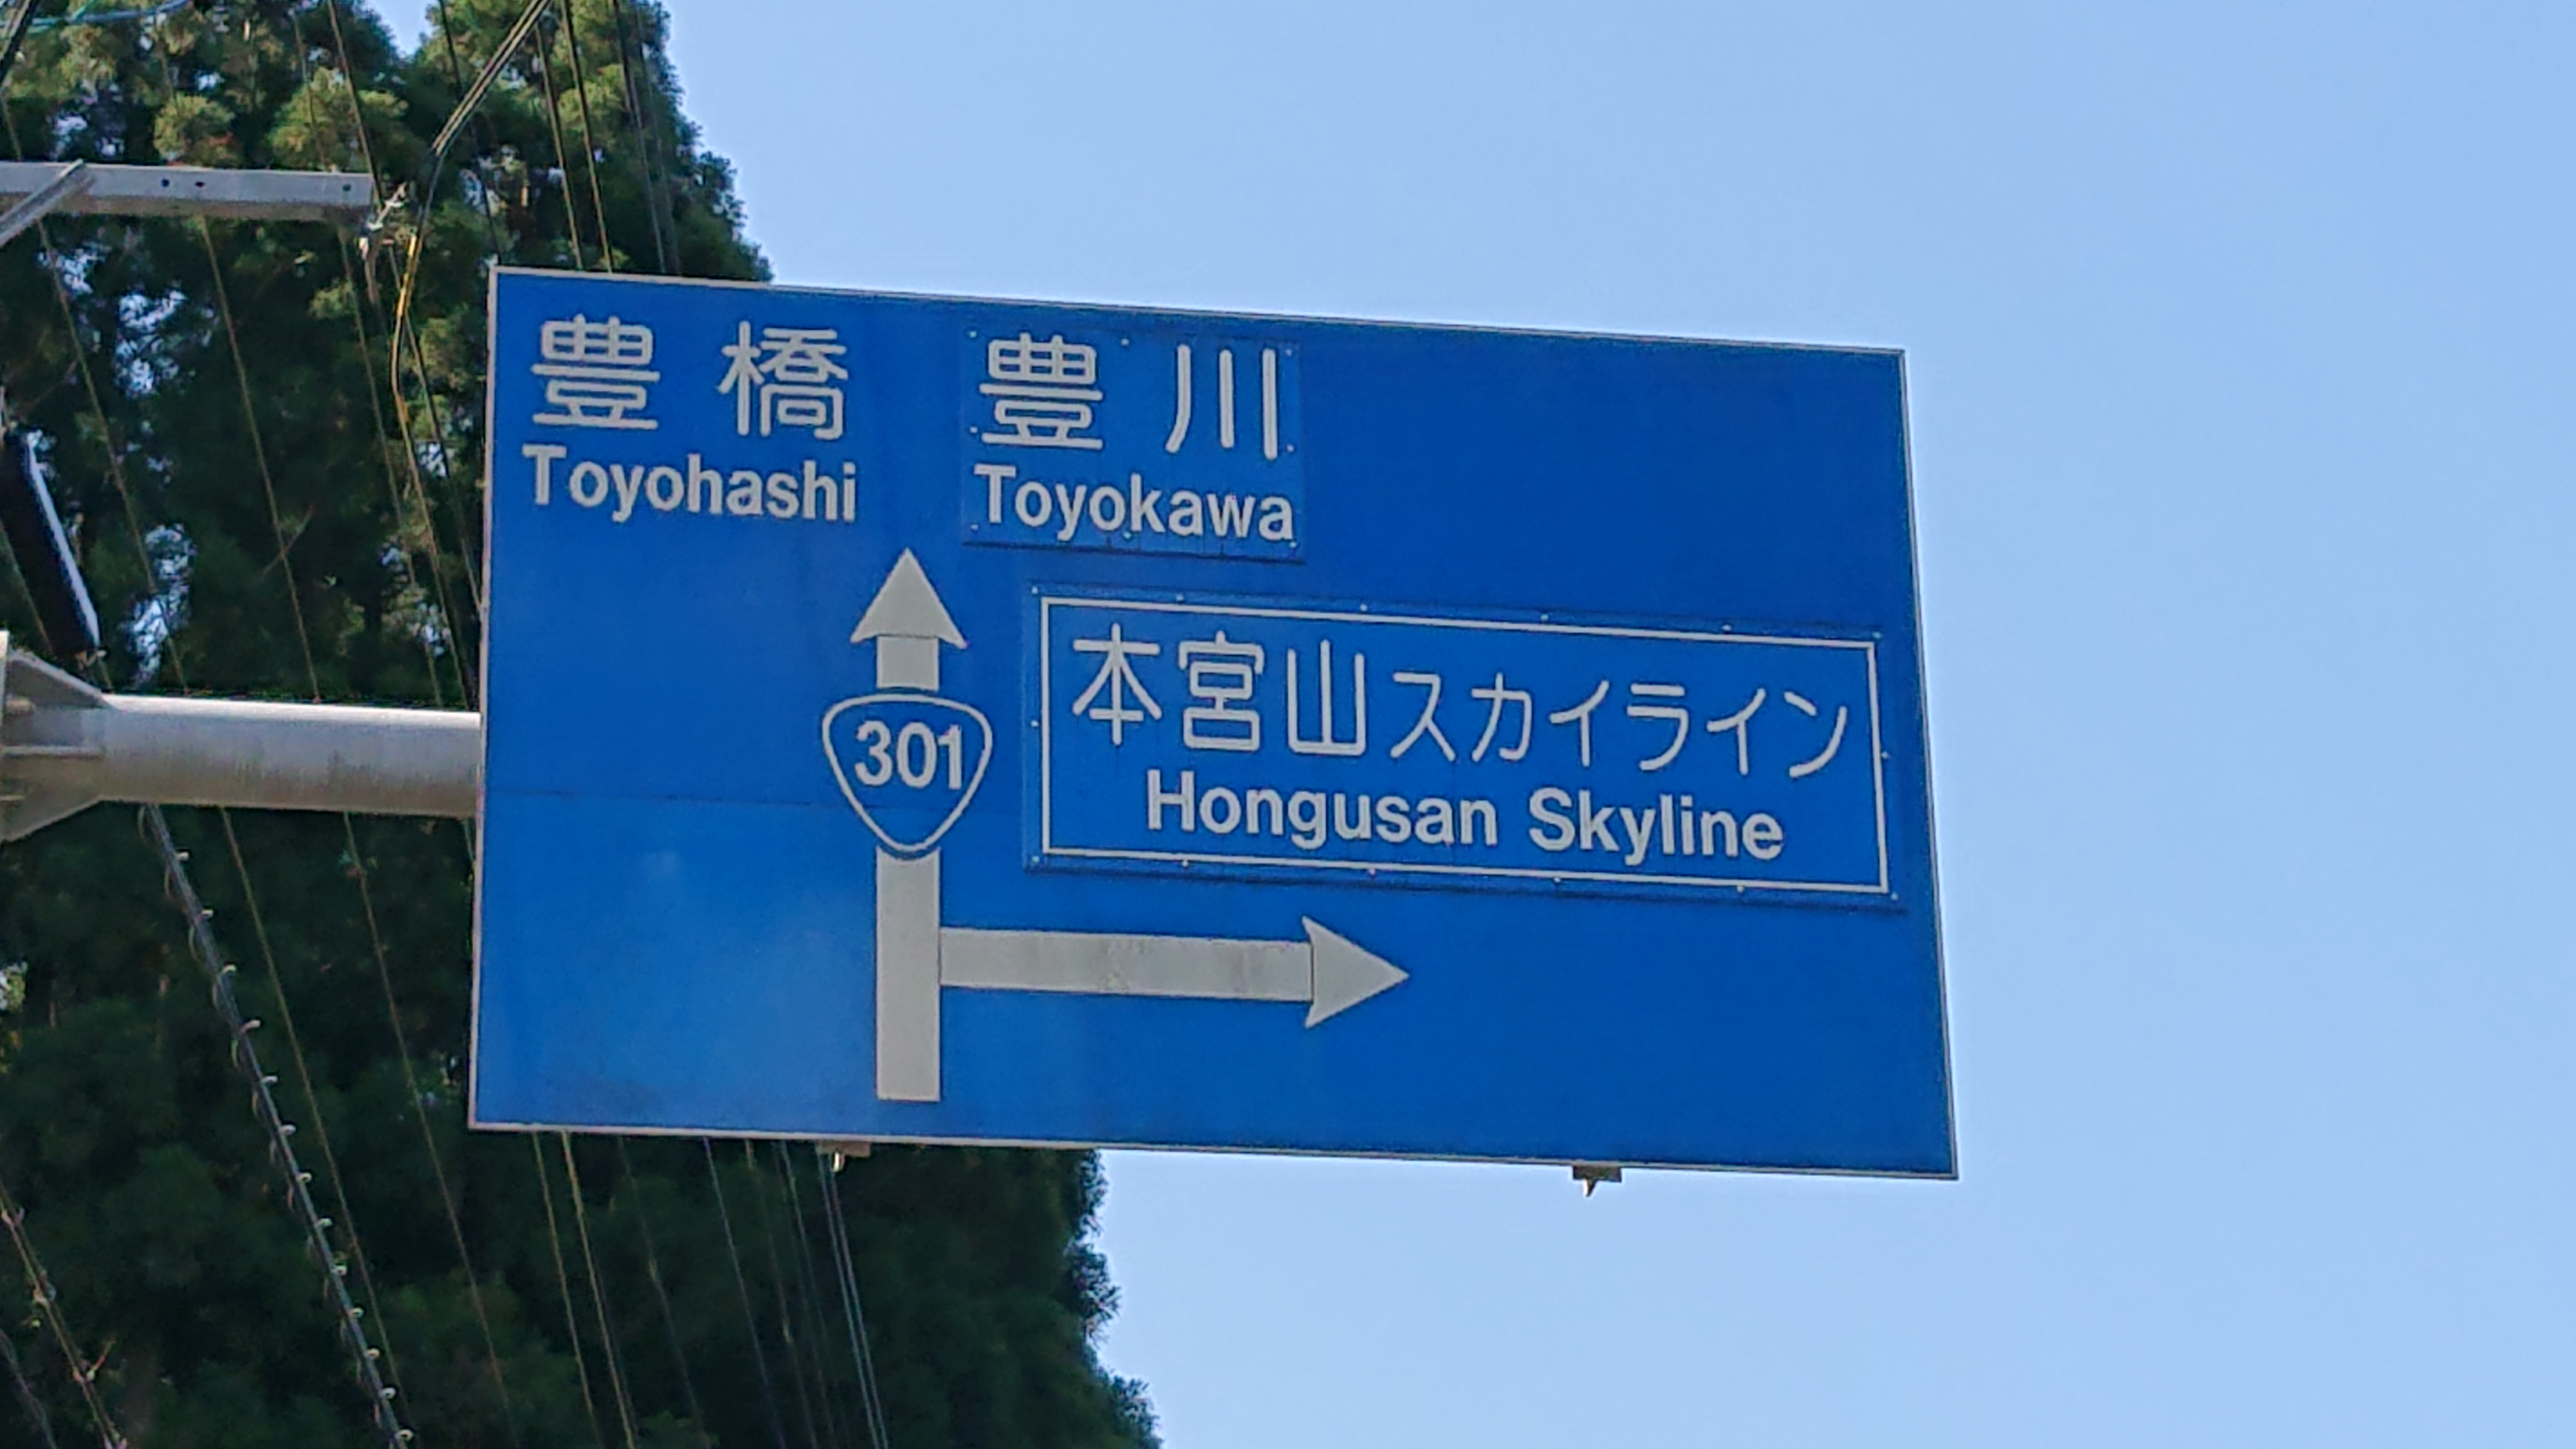 豊橋 豊川
Toyohashi Toyokawa
301
本宮山スカイライン
Hongusan Skyline